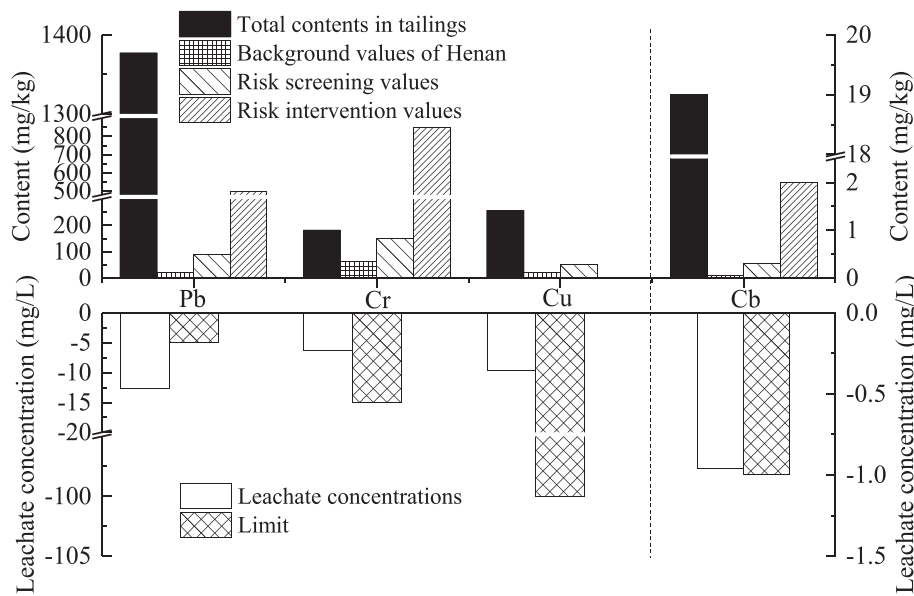 Total contents in tailings
Background values of Henan
Risk screening values
Risk intervention values
Content (mg/kg)
1400
1300
800
700
600
500
200
100
0
Content (mg/kg)
20
19
18
2
1
0
Pb
Cr
Cu
Cb
Leachate concentration (mg/L)
0
-5
-10
-15
-20
-100
-105
Leachate concentration (mg/L)
0.0
-0.5
-1.0
-1.5
Leachate concentrations
Limit